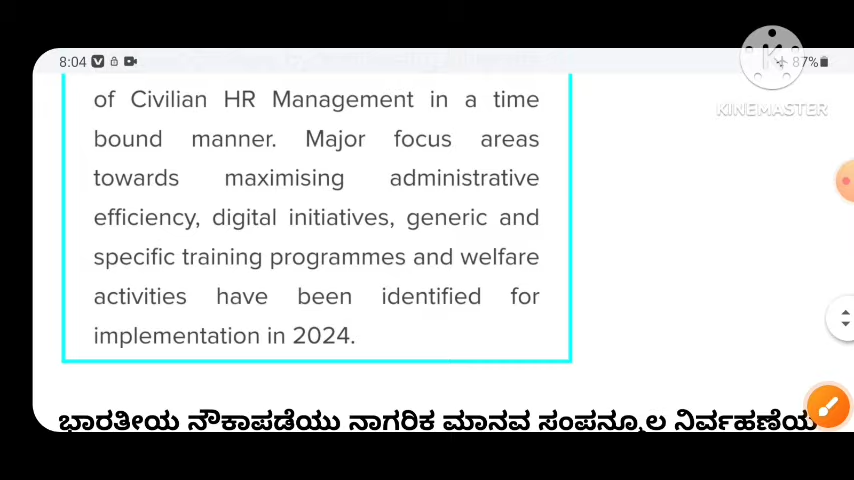 8:04 87%
KINEMASTER
of Civilian HR Management in a time
bound manner. Major focus areas
towards maximising administrative
efficiency, digital initiatives, generic and
specific training programmes and welfare
activities have been identified for
implementation in 2024.
ಭಾರತೀಯ ನೌಕಾಪಡೆಯು ನಾಗರಿಕ ಮಾನವ ಸಂಪನ್ಮೂಲ ನಿರ್ವಹಣೆಯ